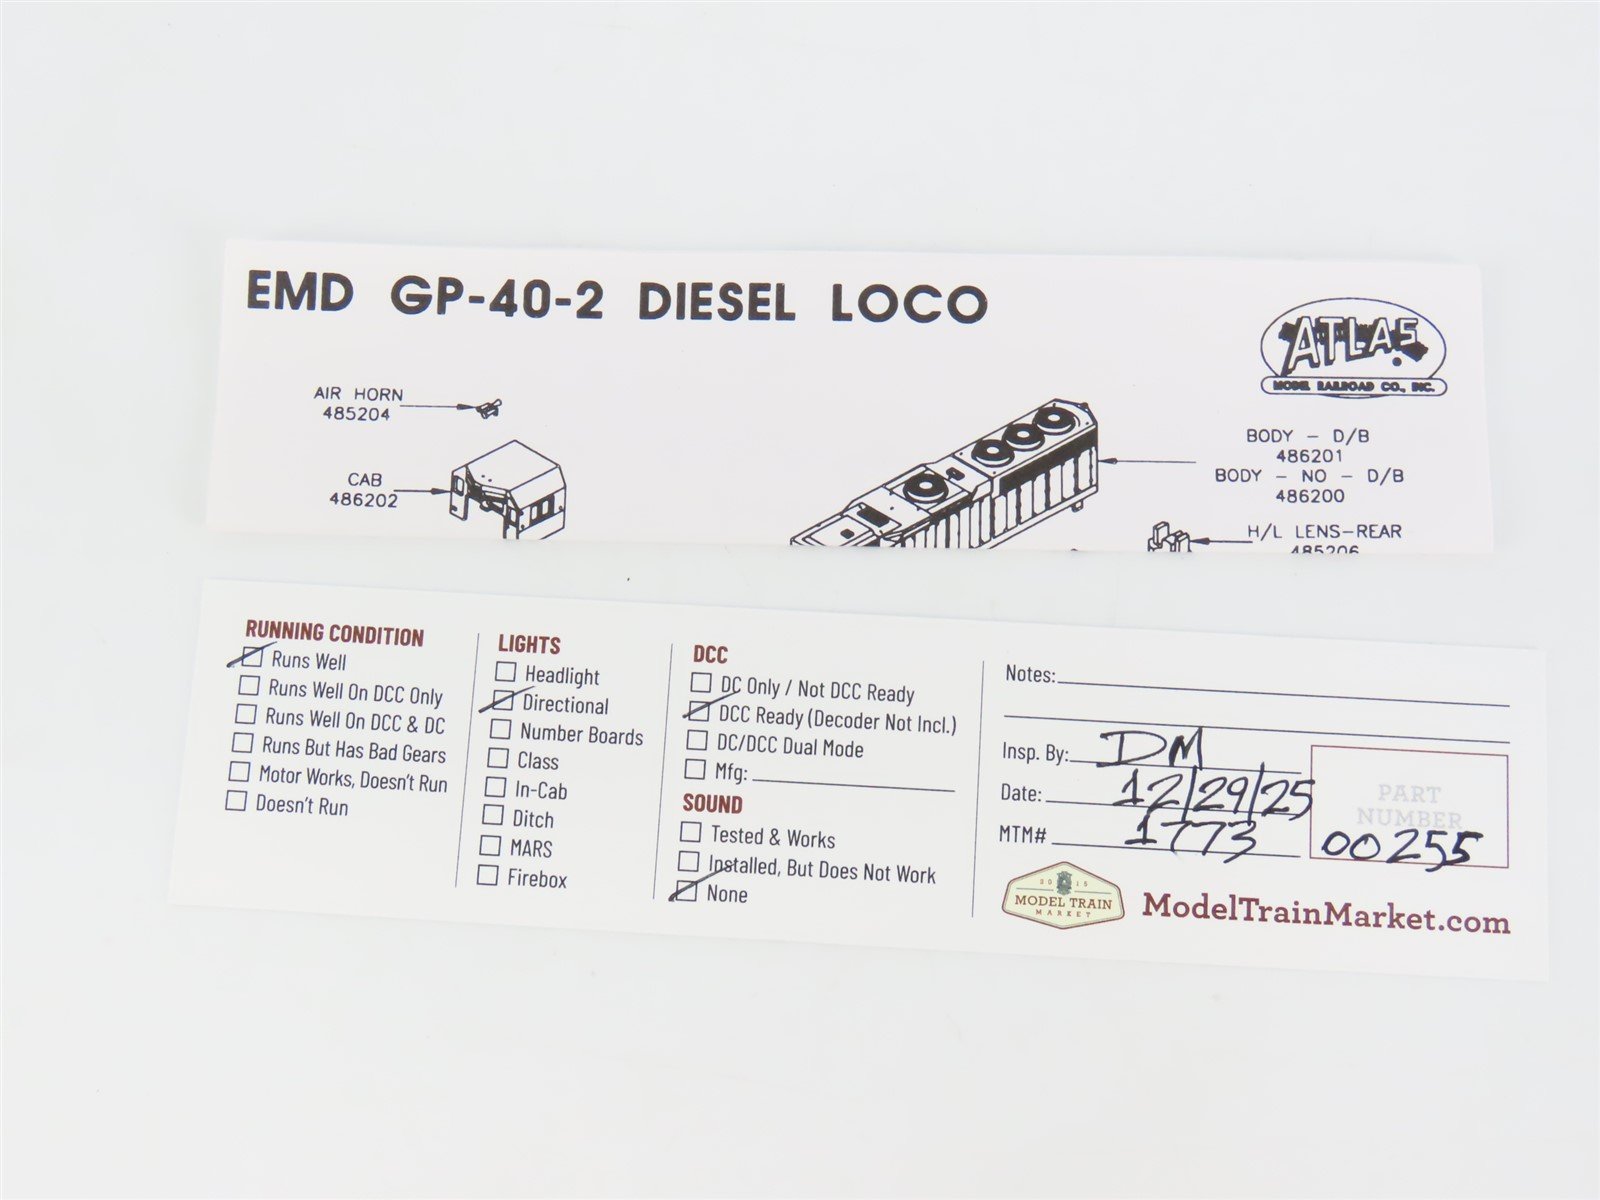 EMD GP-40-2 DIESEL LOCO
ATLAS
MODEL RAILROAD CO., INC.
AIR HORN
485204
CAB
486202
BODY - D/B
486201
BODY - NO - D/B
486200
H/L LENS-REAR
485206
RUNNING CONDITION
Runs Well
Runs Well On DCC Only
Runs Well On DCC & DC
Runs But Has Bad Gears
Motor Works, Doesn't Run
Doesn't Run
LIGHTS
Headlight
Directional
Number Boards
Class
In-Cab
Ditch
MARS
Firebox
DCC
DC Only / Not DCC Ready
DCC Ready (Decoder Not Incl.)
DC/DCC Dual Mode
Mfg:
SOUND
Tested & Works
Installed, But Does Not Work
None
Notes:
Insp. By: DM
Date: 12/29/25
MTM# 1773
PART
NUMBER
00255
2015
MODEL TRAIN
MARKET
ModelTrainMarket.com